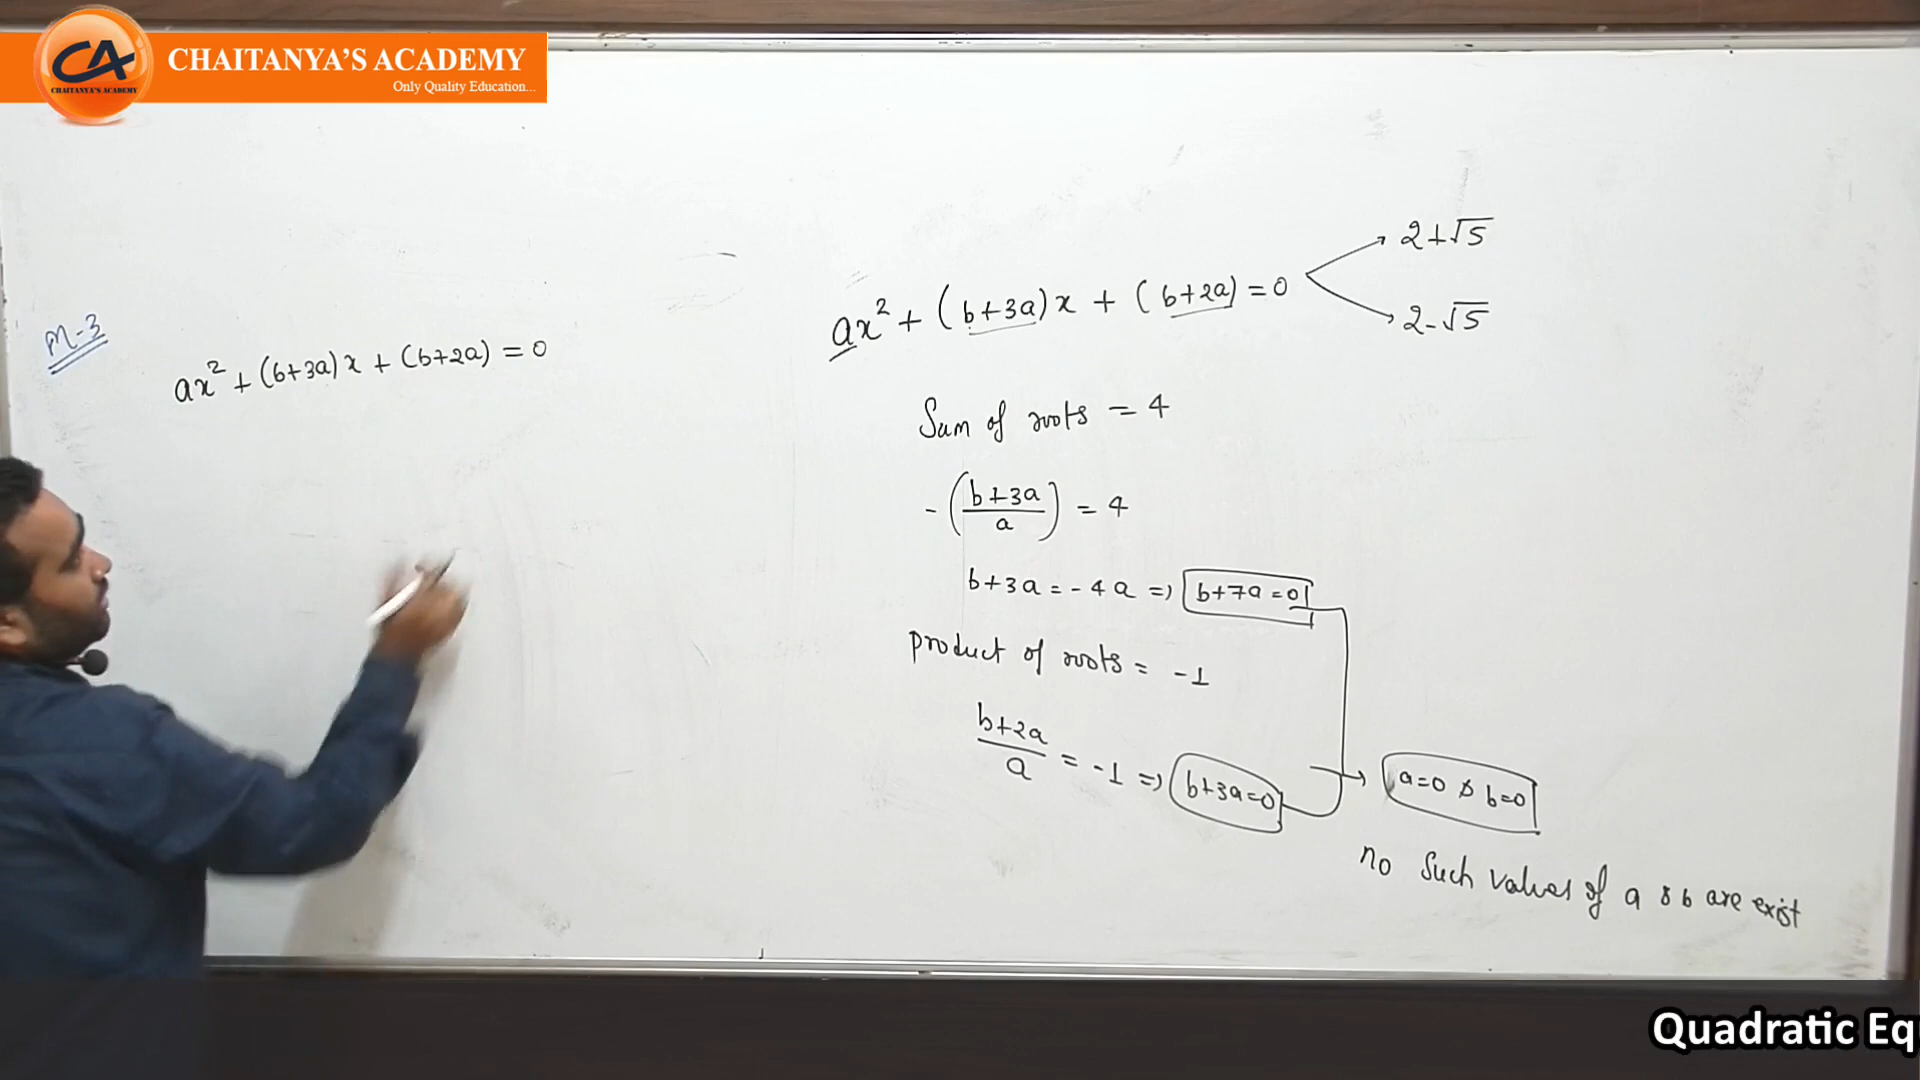 CA
CHAITANYA'S ACADEMY
CHAITANYA'S ACADEMY
Only Quality Education...
M-3
ax² + (b+3a)x + (b+2a) = 0
ax² + (b+3a)x + (b+2a) = 0
2+√5
2-√5
Sum of roots = 4
-((b+3a)/a) = 4
b+3a = -4a => b+7a=0
product of roots = -1
(b+2a)/a = -1 => b+3a=0
a=0 & b=0
no Such values of a & b are exist
Quadratic Eq